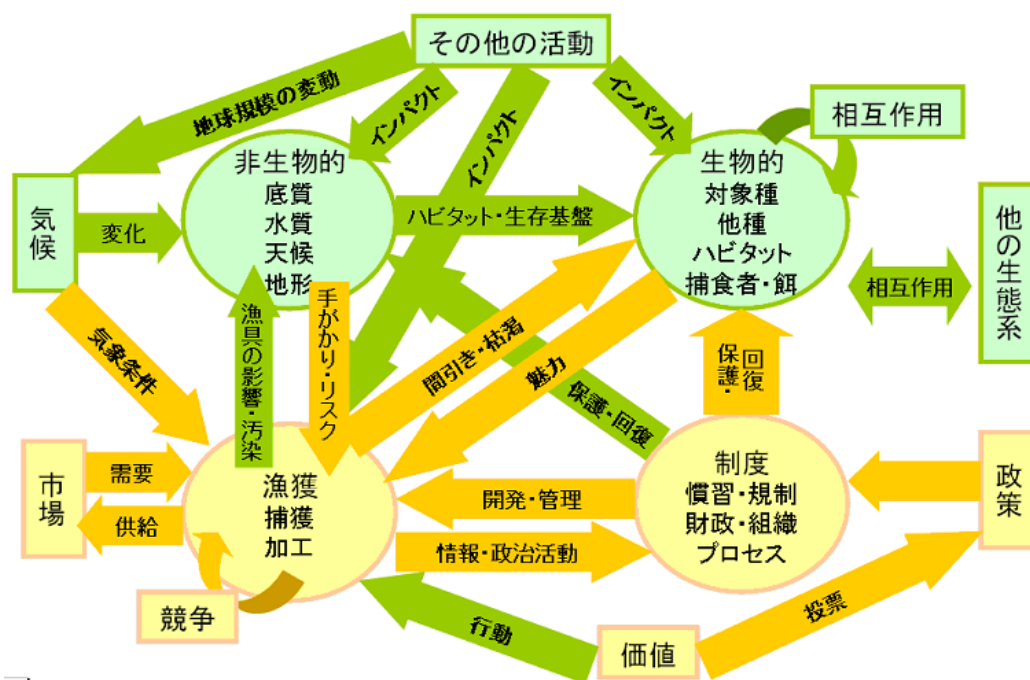 その他の活動
地球規模の変動
インパクト
インパクト
インパクト
相互作用
非生物的
底質
水質
天候
地形
生物的
対象種
他種
ハビタット
捕食者・餌
気候
変化
ハビタット・生存基盤
他の生態系
相互作用
気象条件
漁具の影響・汚染
手がかり・リスク
間引き・枯渇
魅力
保護・回復
保護・
回復
市場
需要
供給
漁獲
捕獲
加工
開発・管理
情報・政治活動
制度
慣習・規制
財政・組織
プロセス
政策
競争
行動
価値
投票